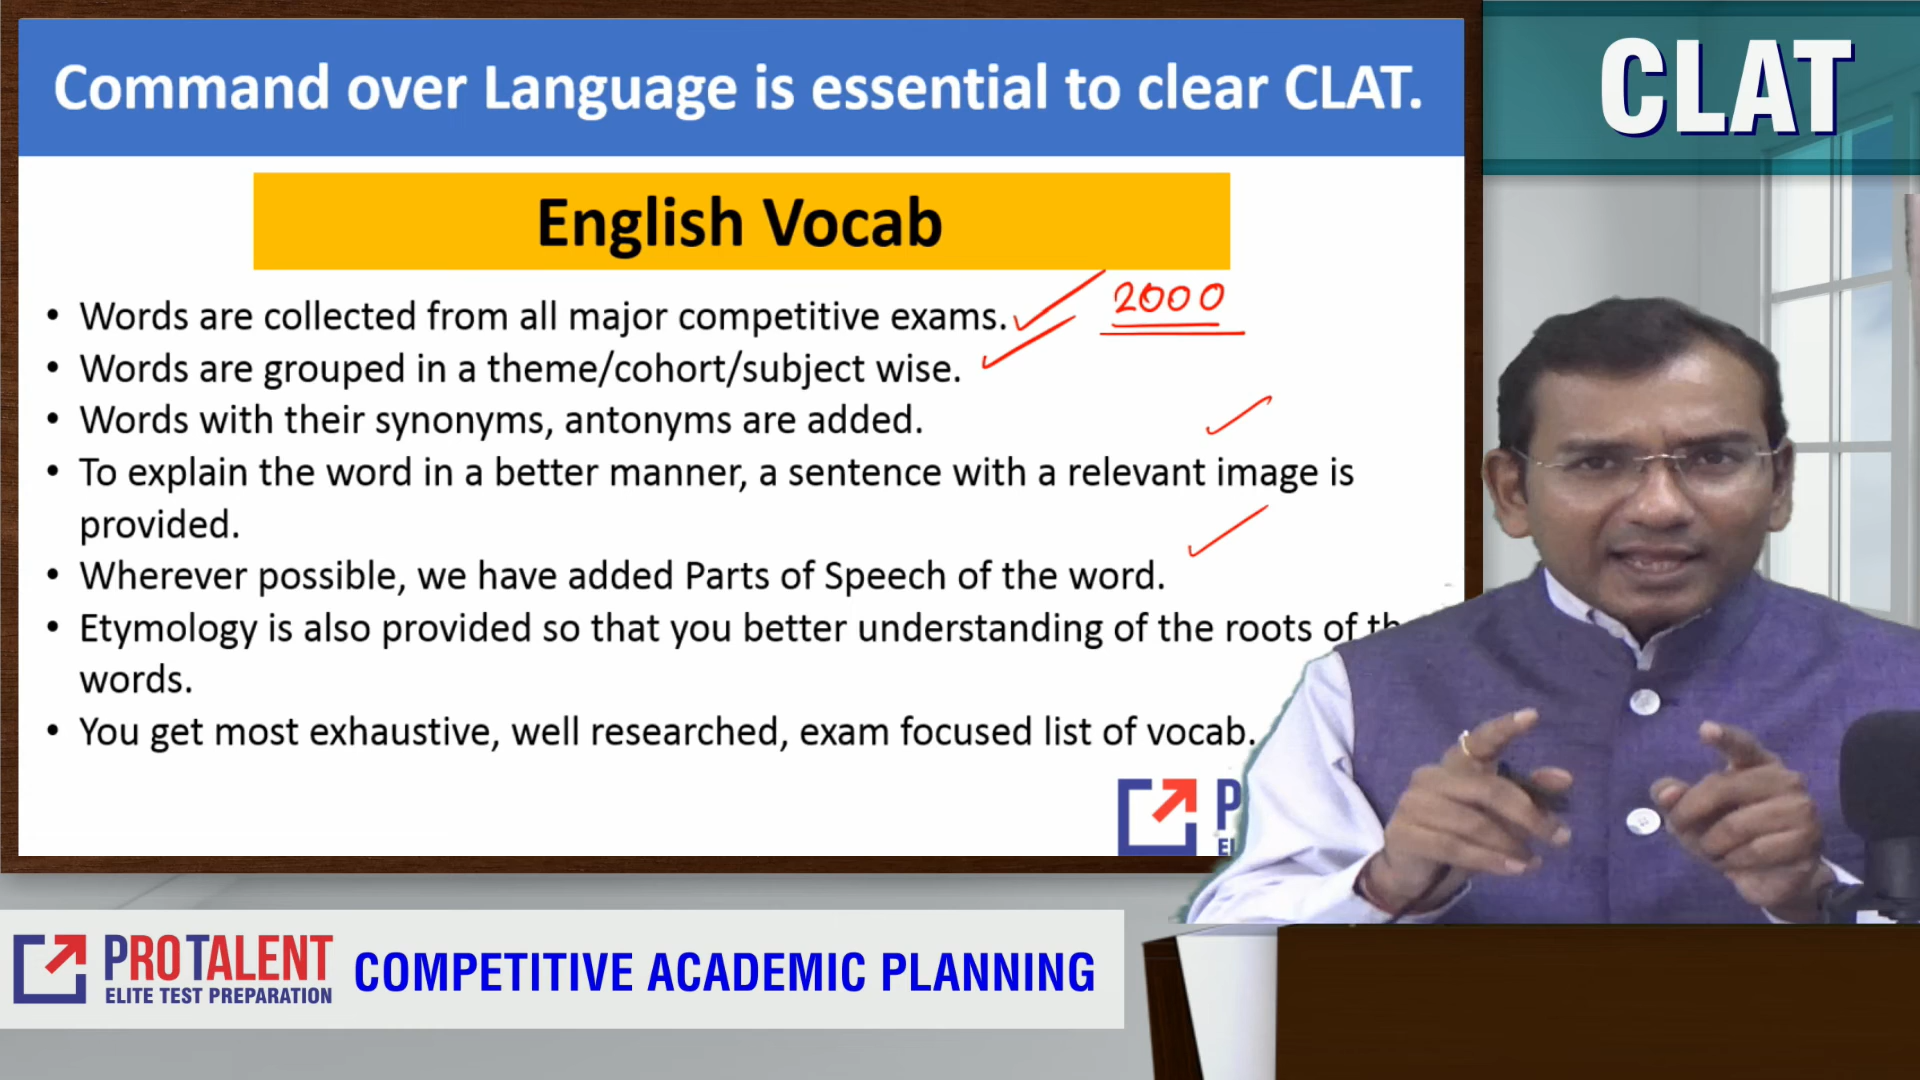 Command over Language is essential to clear CLAT.
CLAT
English Vocab
• Words are collected from all major competitive exams.
2000
• Words are grouped in a theme/cohort/subject wise.
• Words with their synonyms, antonyms are added.
• To explain the word in a better manner, a sentence with a relevant image is
provided.
• Wherever possible, we have added Parts of Speech of the word.
• Etymology is also provided so that you better understanding of the roots of
words.
• You get most exhaustive, well researched, exam focused list of vocab.
PROTALENT
ELITE TEST PREPARATION
COMPETITIVE ACADEMIC PLANNING